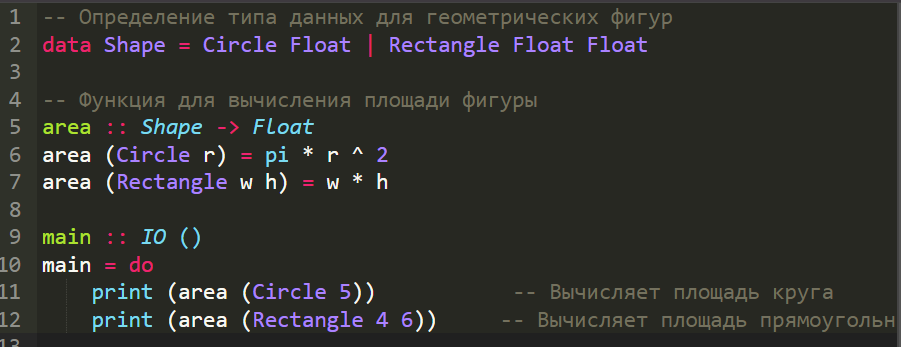 1 -- Определение типа данных для геометрических фигур
2 data Shape = Circle Float | Rectangle Float Float
3
4 -- Функция для вычисления площади фигуры
5 area :: Shape -> Float
6 area (Circle r) = pi * r ^ 2
7 area (Rectangle w h) = w * h
8
9 main :: IO ()
10 main = do
11     print (area (Circle 5))           -- Вычисляет площадь круга
12     print (area (Rectangle 4 6))     -- Вычисляет площадь прямоугольн
13